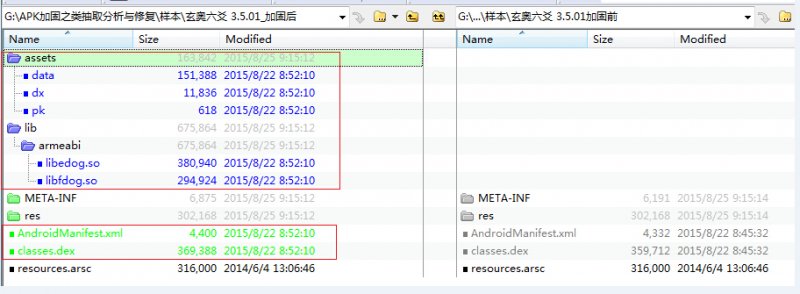 G:\APK加固之类抽取分析与修复\样本\玄奥六爻 3.5.01_加固后 G:\...\样本\玄奥六爻 3.5.01加固前
Name Size Modified Name Size Modified
assets 163,842 2015/8/25 9:15:12
data 151,388 2015/8/22 8:52:10
dx 11,836 2015/8/22 8:52:10
pk 618 2015/8/22 8:52:10
lib 675,864 2015/8/25 9:15:12
armeabi 675,864 2015/8/25 9:15:12
libedog.so 380,940 2015/8/22 8:52:10
libfdog.so 294,924 2015/8/22 8:52:10
META-INF 6,875 2015/8/25 9:15:12 META-INF 6,191 2015/8/25 9:15:14
res 302,168 2015/8/25 9:15:12 res 302,168 2015/8/25 9:15:14
AndroidManifest.xml 4,400 2015/8/22 8:52:10 AndroidManifest.xml 4,332 2015/8/22 8:45:32
classes.dex 369,388 2015/8/22 8:52:10 classes.dex 359,712 2015/8/22 8:45:32
resources.arsc 316,000 2014/6/4 13:06:46 resources.arsc 316,000 2014/6/4 13:06:46